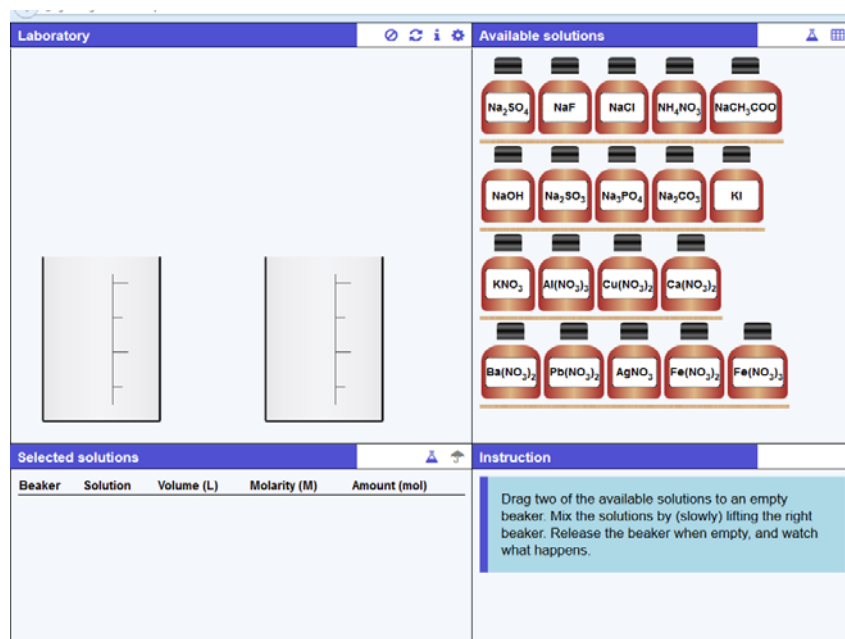 Laboratory
Available solutions
Na2SO4 NaF NaCl NH4NO3 NaCH3COO
NaOH Na2SO3 Na3PO4 Na2CO3 KI
KNO3 Al(NO3)3 Cu(NO3)2 Ca(NO3)2
Ba(NO3)2 Pb(NO3)2 AgNO3 Fe(NO3)2 Fe(NO3)3
Selected solutions
Beaker Solution Volume (L) Molarity (M) Amount (mol)
Instruction
Drag two of the available solutions to an empty
beaker. Mix the solutions by (slowly) lifting the right
beaker. Release the beaker when empty, and watch
what happens.